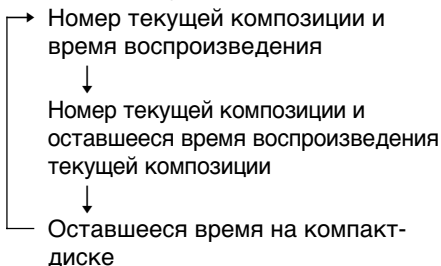 Номер текущей композиции и
время воспроизведения
Номер текущей композиции и
оставшееся время воспроизведения
текущей композиции
Оставшееся время на компакт-
диске